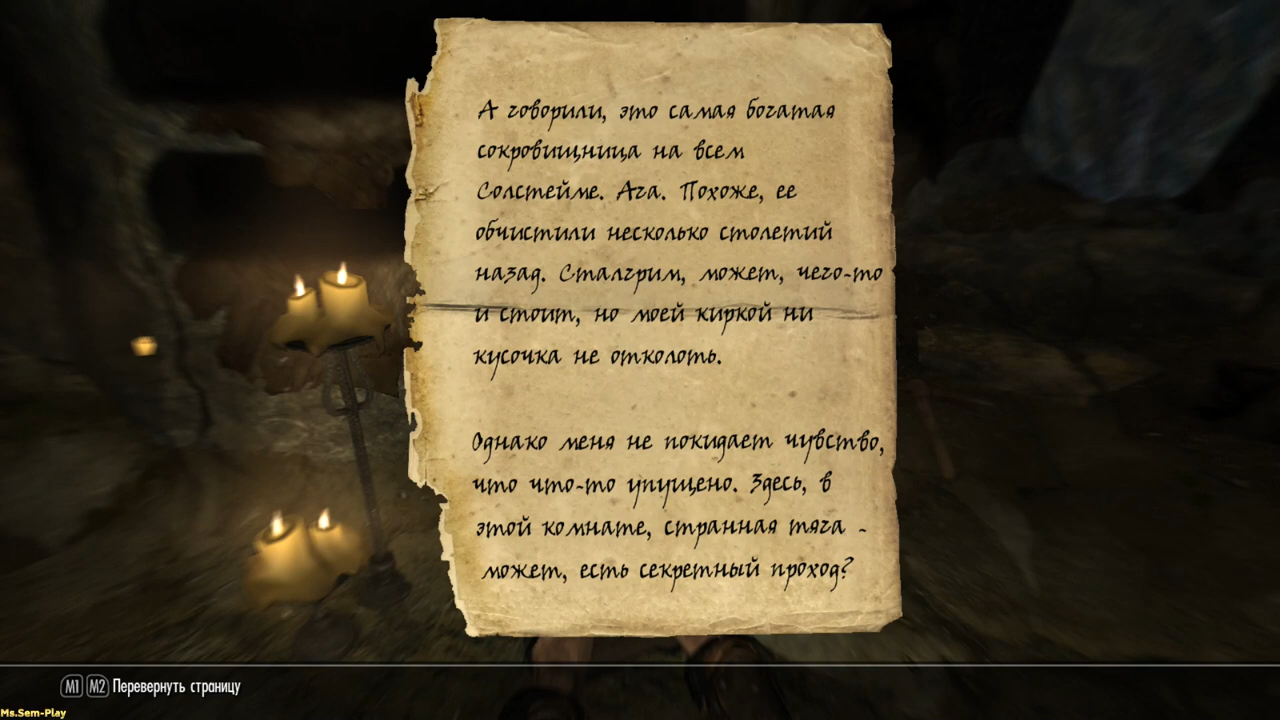 А говорили, это самая богатая
сокровищница на всем
Солстейме. Ага. Похоже, ее
обчистили несколько столетий
назад. Сталгрим, может, чего-то
и стоит, но моей киркой ни
кусочка не отколоть.
Однако меня не покидает чувство,
что что-то упущено. Здесь, в
этой комнате, странная тяга -
может, есть секретный проход?
M1 M2 Перевернуть страницу
Ms.Sem-Play